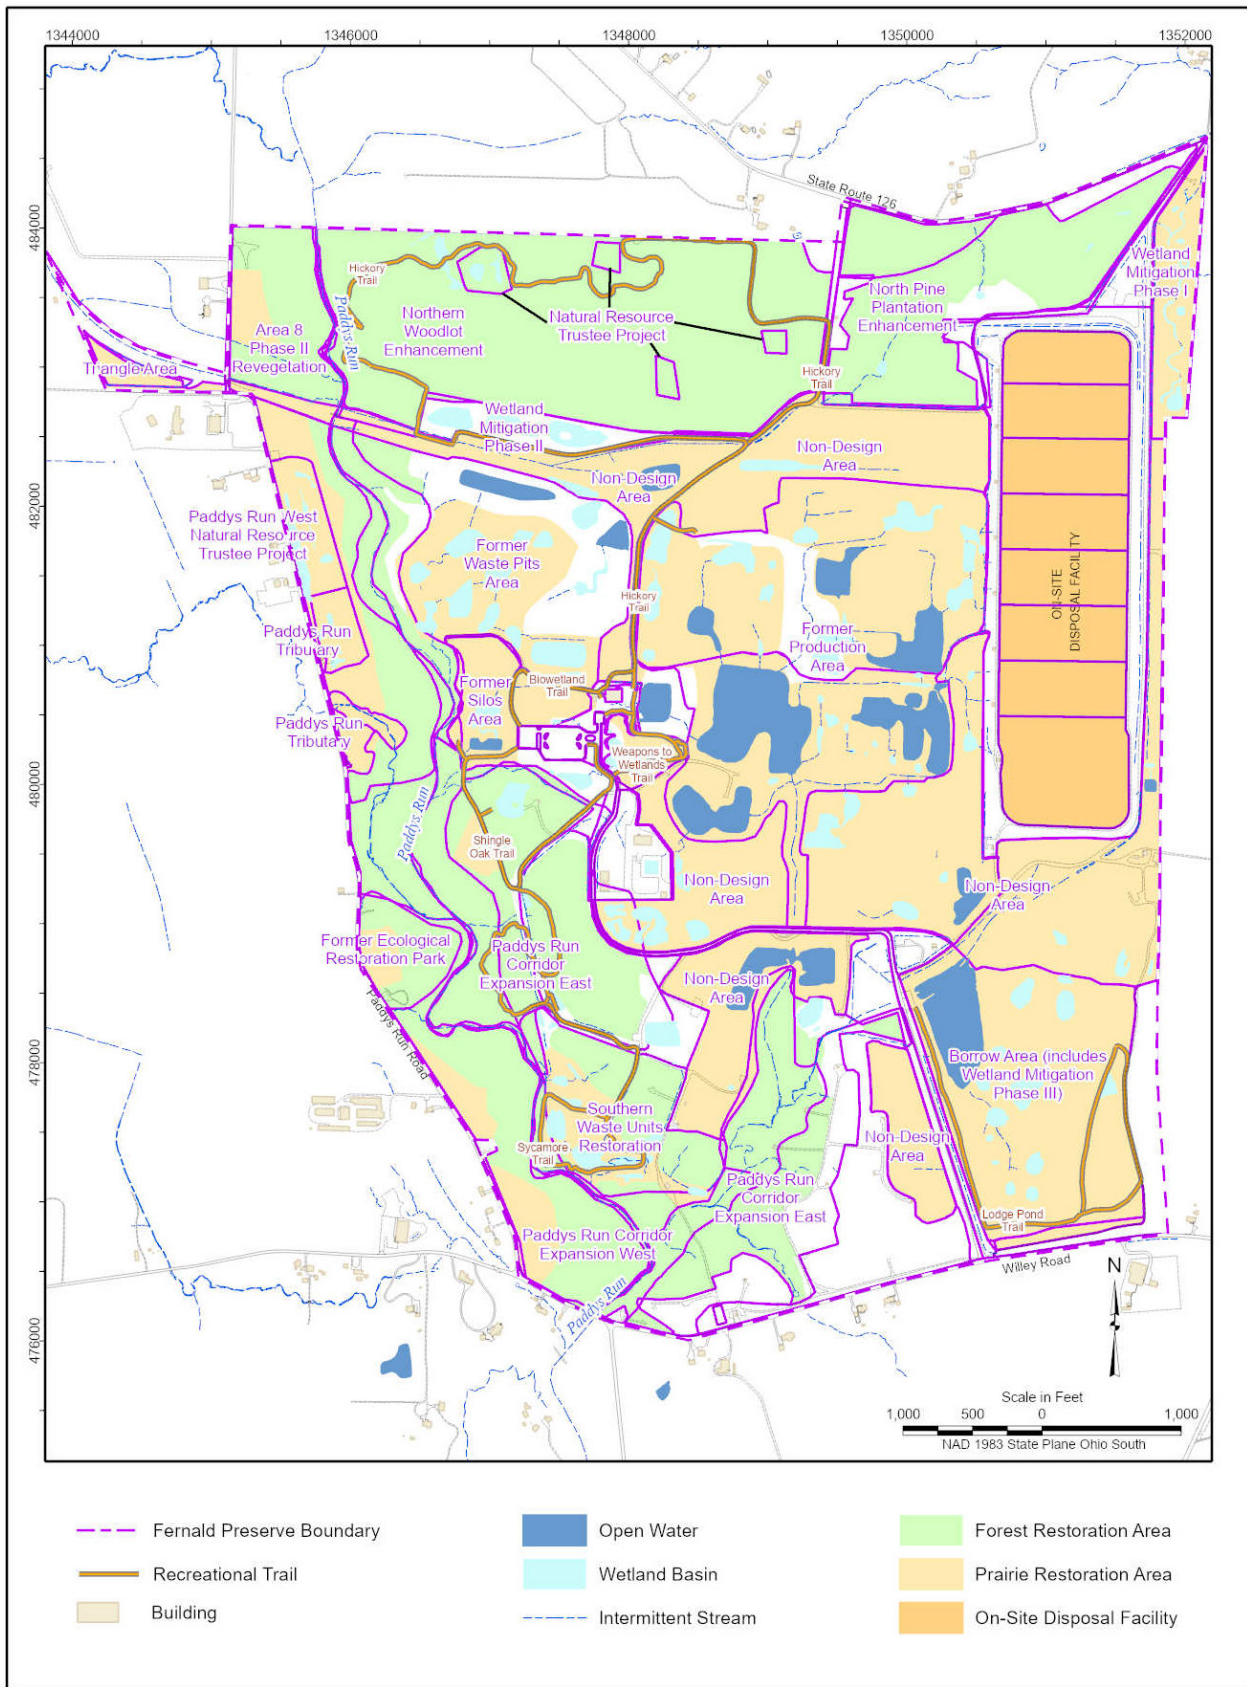 1344000
1346000
1348000
1350000
1352000
484000
482000
480000
478000
476000
State Route 126
Hickory
Trail
Paddys Run
Northern
Woodlot
Enhancement
Natural Resource
Trustee Project
North Pine
Plantation
Enhancement
Wetland
Mitigation
Phase I
Area 8
Phase II
Revegetation
Triangle Area
Hickory
Trail
Wetland
Mitigation
Phase II
Non-Design
Area
Non-Design
Area
Paddys Run West
Natural Resource
Trustee Project
Former
Waste Pits
Area
Hickory
Trail
ON-SITE
DISPOSAL FACILITY
Former
Production
Area
Paddys Run
Tributary
Former
Silos
Area
Biowetland
Trail
Paddys Run
Tributary
Weapons to
Wetlands
Trail
Paddys Run
Shingle
Oak Trail
Non-Design
Area
Non-Design
Area
Former Ecological
Restoration Park
Paddys Run
Corridor
Expansion East
Non-Design
Area
Paddys Run Road
Borrow Area (includes
Wetland Mitigation
Phase III)
Southern
Waste Units
Restoration
Non-Design
Area
Sycamore
Trail
Paddys Run
Corridor
Expansion East
Lodge Pond
Trail
Paddys Run Corridor
Expansion West
Willey Road
Paddys Run
N
Scale in Feet
1,000 500 0 1,000
NAD 1983 State Plane Ohio South
Fernald Preserve Boundary
Recreational Trail
Building
Open Water
Wetland Basin
Intermittent Stream
Forest Restoration Area
Prairie Restoration Area
On-Site Disposal Facility